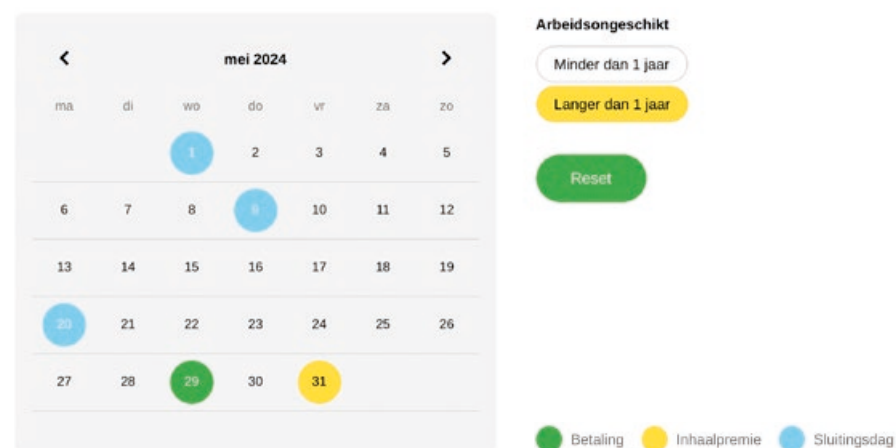 mei 2024
ma di wo do vr za zo
1 2 3 4 5
6 7 8 9 10 11 12
13 14 15 16 17 18 19
20 21 22 23 24 25 26
27 28 29 30 31
Arbeidsongeschikt
Minder dan 1 jaar
Langer dan 1 jaar
Reset
Betaling Inhaalpremie Sluitingsdag